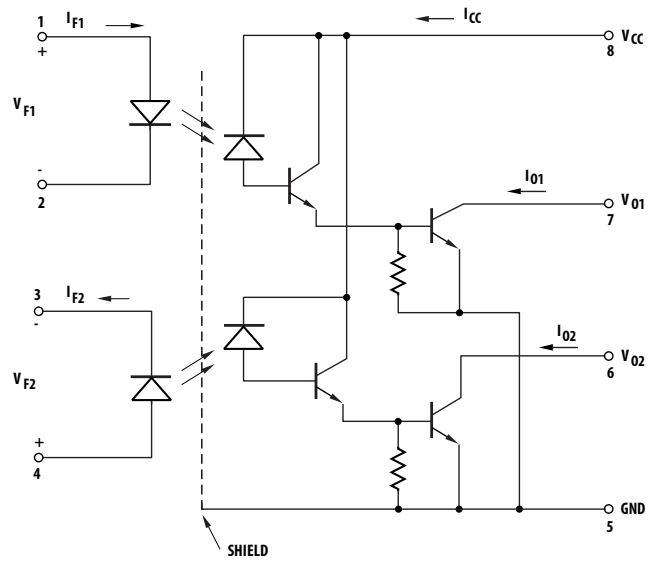 1 I F1
+
V F1
-
2
3 I F2
-
V F2
+
4
I CC
V CC
8
I O1
V O1
7
I O2
V O2
6
GND
5
SHIELD